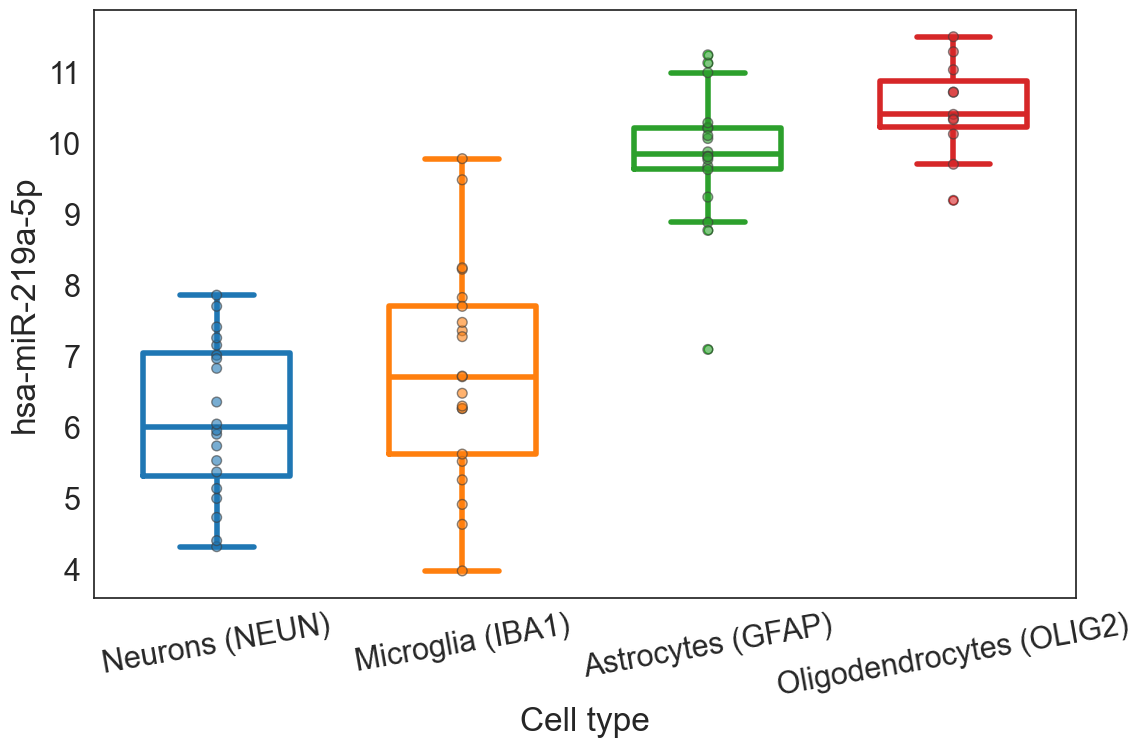 hsa-miR-219a-5p
11
10
9
8
7
6
5
4
Neurons (NEUN)
Microglia (IBA1)
Astrocytes (GFAP)
Oligodendrocytes (OLIG2)
Cell type